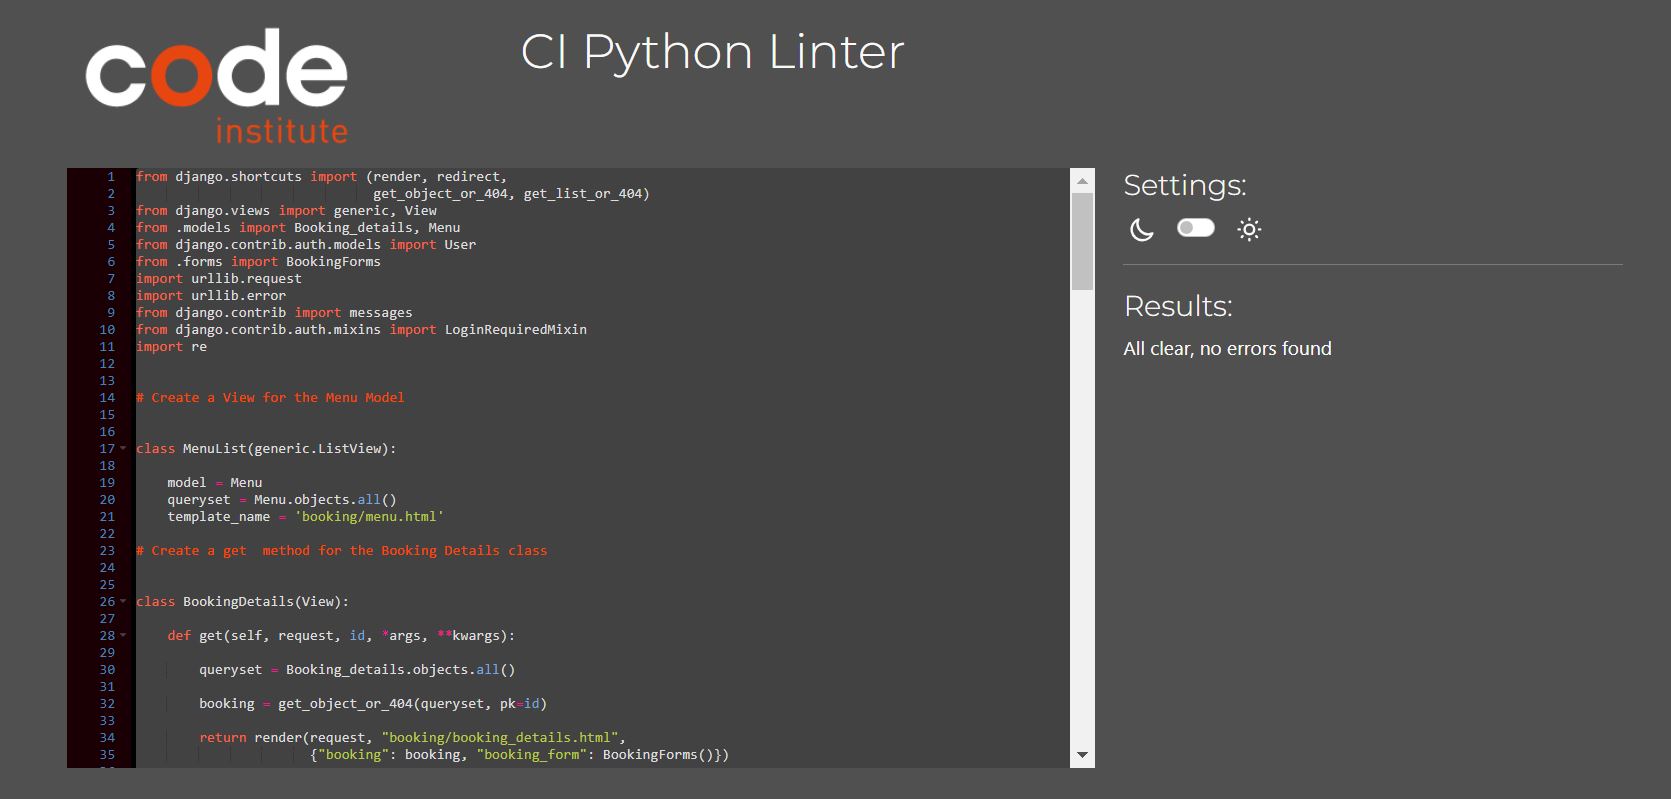 code
institute
CI Python Linter
1 from django.shortcuts import (render, redirect,
2 get_object_or_404, get_list_or_404)
3 from django.views import generic, View
4 from .models import Booking_details, Menu
5 from django.contrib.auth.models import User
6 from .forms import BookingForms
7 import urllib.request
8 import urllib.error
9 from django.contrib import messages
10 from django.contrib.auth.mixins import LoginRequiredMixin
11 import re
12
13
14 # Create a View for the Menu Model
15
16
17 class MenuList(generic.ListView):
18
19 model = Menu
20 queryset = Menu.objects.all()
21 template_name = 'booking/menu.html'
22
23 # Create a get  method for the Booking Details class
24
25
26 class BookingDetails(View):
27
28 def get(self, request, id, *args, **kwargs):
29
30 queryset = Booking_details.objects.all()
31
32 booking = get_object_or_404(queryset, pk=id)
33
34 return render(request, "booking/booking_details.html",
35 {"booking": booking, "booking_form": BookingForms()})
Settings:
Results:
All clear, no errors found